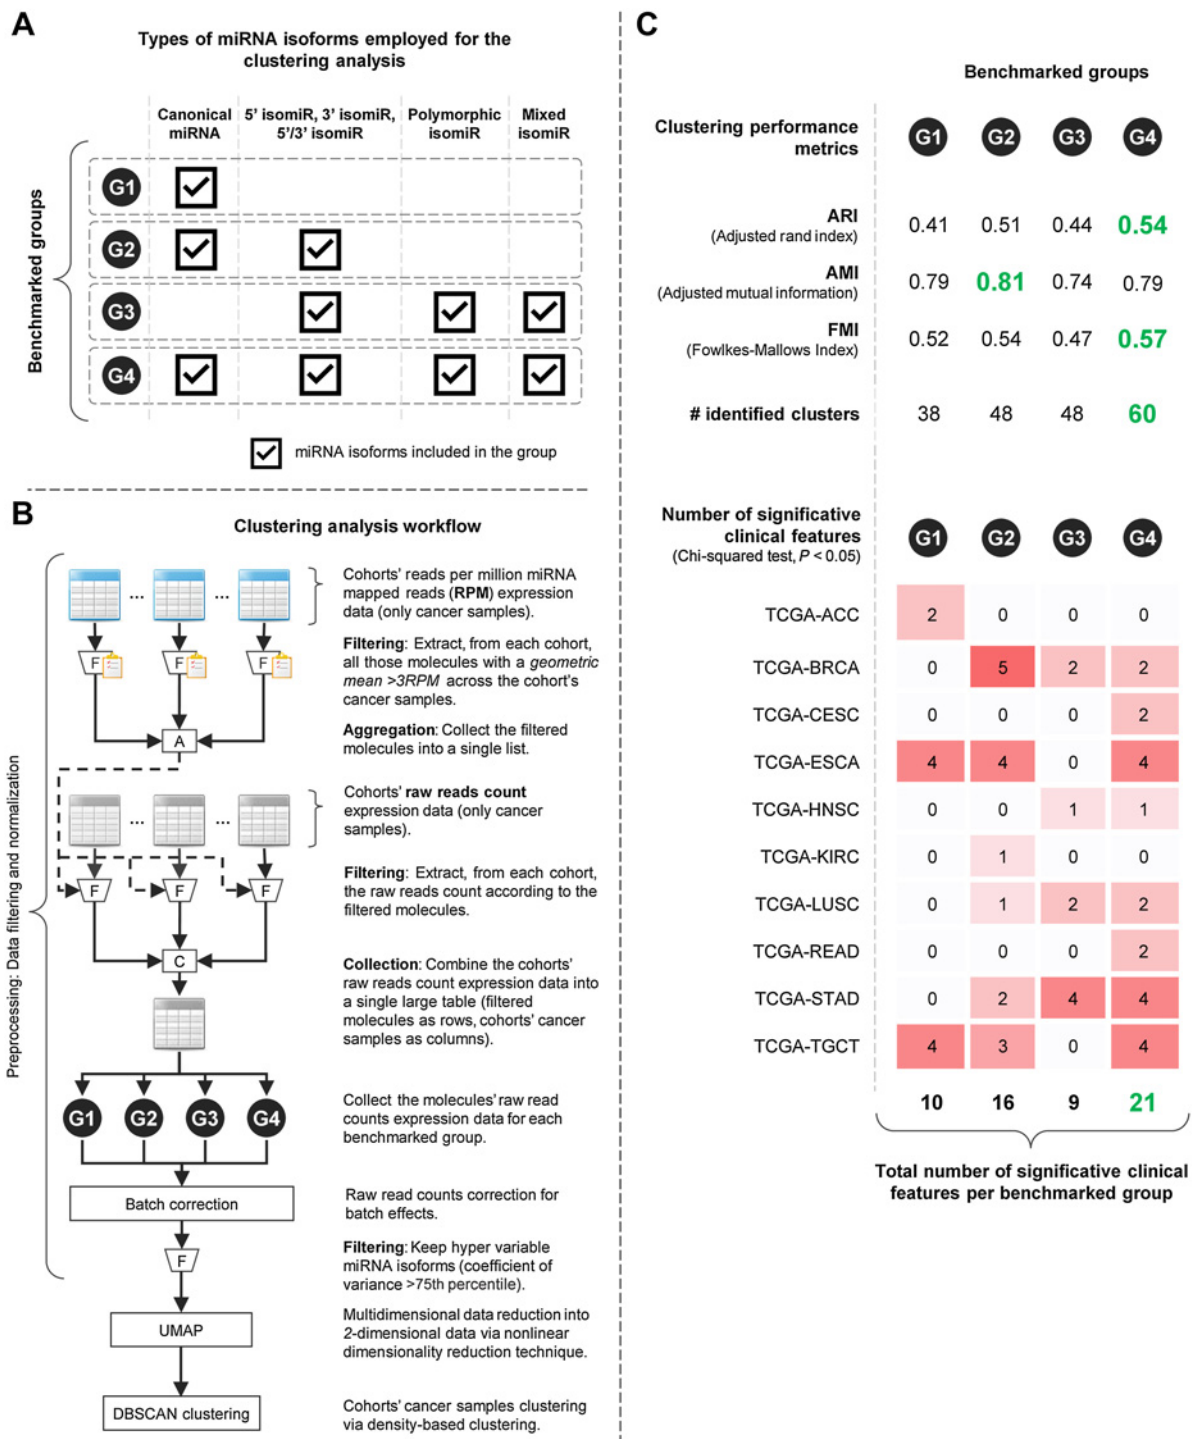 A
Types of miRNA isoforms employed for the
clustering analysis
Canonical
miRNA
5' isomiR, 3' isomiR,
5'/3' isomiR
Polymorphic
isomiR
Mixed
isomiR
Benchmarked groups
G1
G2
G3
G4
miRNA isoforms included in the group
B
Clustering analysis workflow
Preprocessing: Data filtering and normalization
... ...
Cohorts' reads per million miRNA
mapped reads (RPM) expression
data (only cancer samples).
F F F
Filtering: Extract, from each cohort,
all those molecules with a geometric
mean >3RPM across the cohort's
cancer samples.
A
Aggregation: Collect the filtered
molecules into a single list.
... ...
Cohorts' raw reads count
expression data (only cancer
samples).
F F F
Filtering: Extract, from each cohort,
the raw reads count according to the
filtered molecules.
C
Collection: Combine the cohorts'
raw reads count expression data into
a single large table (filtered
molecules as rows, cohorts' cancer
samples as columns).
G1 G2 G3 G4
Collect the molecules' raw read
counts expression data for each
benchmarked group.
Batch correction
Raw read counts correction for
batch effects.
F
Filtering: Keep hyper variable
miRNA isoforms (coefficient of
variance >75th percentile).
UMAP
Multidimensional data reduction into
2-dimensional data via nonlinear
dimensionality reduction technique.
DBSCAN clustering
Cohorts' cancer samples clustering
via density-based clustering.
C
Benchmarked groups
Clustering performance
metrics
G1 G2 G3 G4
ARI
(Adjusted rand index)
0.41 0.51 0.44 0.54
AMI
(Adjusted mutual information)
0.79 0.81 0.74 0.79
FMI
(Fowlkes-Mallows Index)
0.52 0.54 0.47 0.57
# identified clusters 38 48 48 60
Number of significative
clinical features
(Chi-squared test, P < 0.05)
G1 G2 G3 G4
TCGA-ACC 2 0 0 0
TCGA-BRCA 0 5 2 2
TCGA-CESC 0 0 0 2
TCGA-ESCA 4 4 0 4
TCGA-HNSC 0 0 1 1
TCGA-KIRC 0 1 0 0
TCGA-LUSC 0 1 2 2
TCGA-READ 0 0 0 2
TCGA-STAD 0 2 4 4
TCGA-TGCT 4 3 0 4
10 16 9 21
Total number of significative clinical
features per benchmarked group